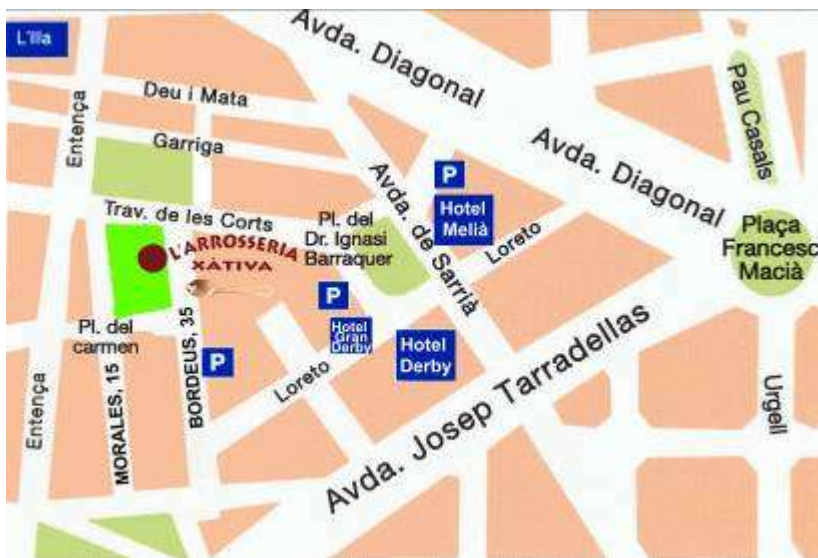 L'Illa
Avda. Diagonal
Deu i Mata
Entença
Garriga
Pau Casals
Avda. Diagonal
P
Hotel
Melià
Avda. de Sarrià
Trav. de les Corts
Pl. del
Dr. Ignasi
Barraquer
Plaça
Francesc
Macià
L'ARROSSERIA
XÀTIVA
Loreto
P
Pl. del
carmen
Hotel
Gran
Derby
Hotel
Derby
P
BORDEUS, 35
Loreto
Avda. Josep Tarradellas
Urgell
Entença
MORALES, 15